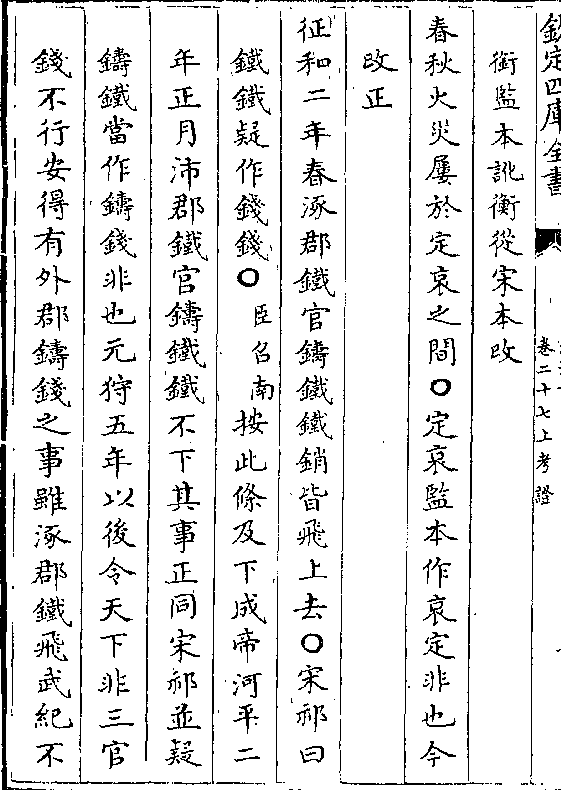 欽定四庫全書
卷二十七上考證
銜監本訛衡從宋本改
春秋火災屢於定哀之間○定哀監本作哀定非也今
改正
征和二年春涿郡鐵官鑄鐵鐵銷皆飛上去○宋祁曰
鐵鐵疑作錢錢○臣召南按此條及下成帝河平二
年正月沛郡鐵官鑄鐵鐵不下其事正同宋祁並疑
鑄鐵當作鑄錢非也元狩五年以後令天下非三官
錢不行安得有外郡鑄錢之事雖涿郡鐵飛武紀不